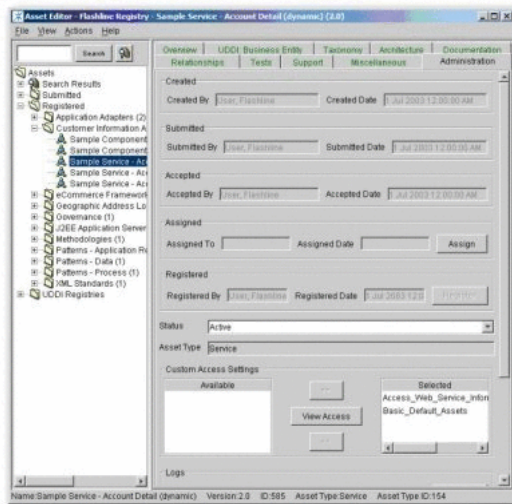 Asset Editor - Flashline Registry - Sample Service - Account Detail (dynamic) (2.0)
File View Actions Help
Search
Assets
Search Results
Submitted
Registered
Application Adapters (2)
Customer Information A
Sample Component
Sample Component
Sample Service - Acc
Sample Service - Acc
Sample Service - Acc
eCommerce Framework
Geographic Address Lo
Governance (1)
J2EE Application Server
Methodologies (1)
Patterns - Application Re
Patterns - Data (1)
Patterns - Process (1)
XML Standards (1)
UDDI Registries
Overview UDDI: Business Entity Taxonomy Architecture Documentation
Relationships Tests Support Miscellaneous Administration
Created
Created By User, Flashline Created Date 1 Jul 2003 12:00:00 AM
Submitted
Submitted By User, Flashline Submitted Date 1 Jul 2003 12:00:00 AM
Accepted
Accepted By User, Flashline Accepted Date 1 Jul 2003 12:00:00 AM
Assigned
Assigned To Assigned Date Assign
Registered
Registered By User, Flashline Registered Date 1 Jul 2003 12:0
Status Active
Asset Type Service
Custom Access Settings
Available Selected
View Access
Access_Web_Service_Infor
Basic_Default_Assets
Logs
Name:Sample Service - Account Detail (dynamic) Version:2.0 ID:585 Asset Type:Service Asset Type ID:154